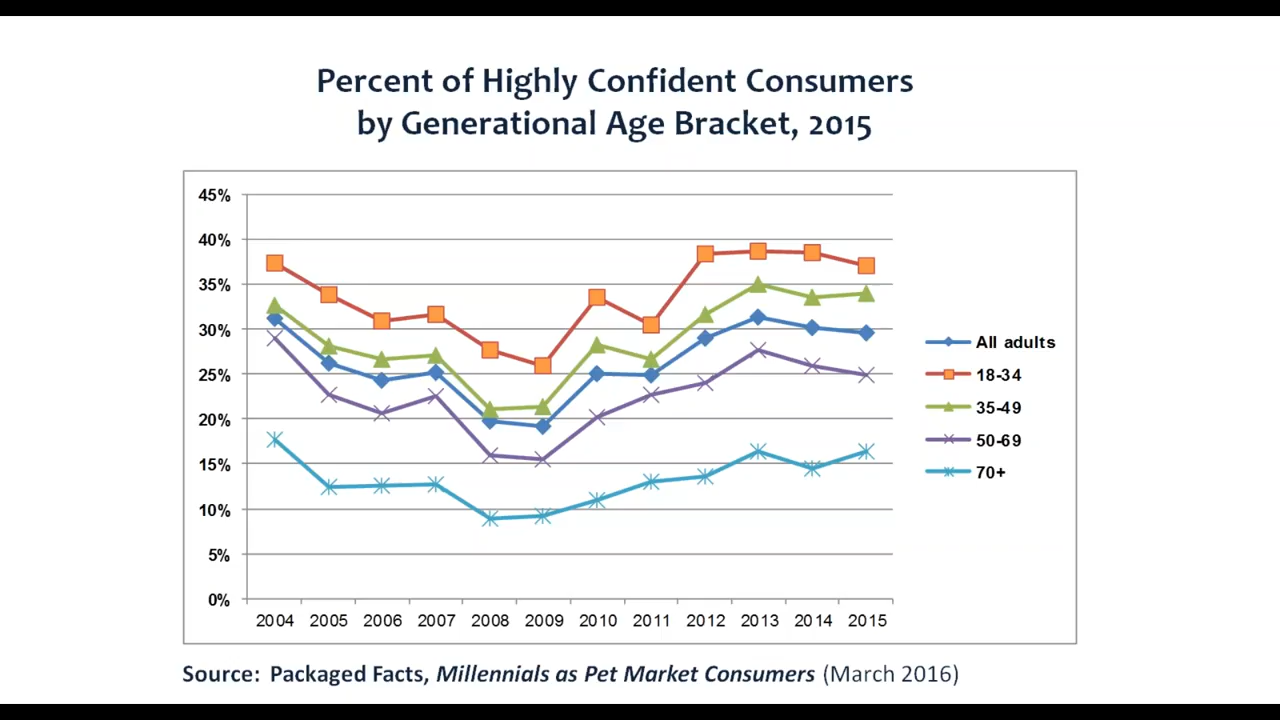 Percent of Highly Confident Consumers
by Generational Age Bracket, 2015
45%
40%
35%
30%
25%
20%
15%
10%
5%
0%
2004 2005 2006 2007 2008 2009 2010 2011 2012 2013 2014 2015
All adults
18-34
35-49
50-69
70+
Source: Packaged Facts, Millennials as Pet Market Consumers (March 2016)